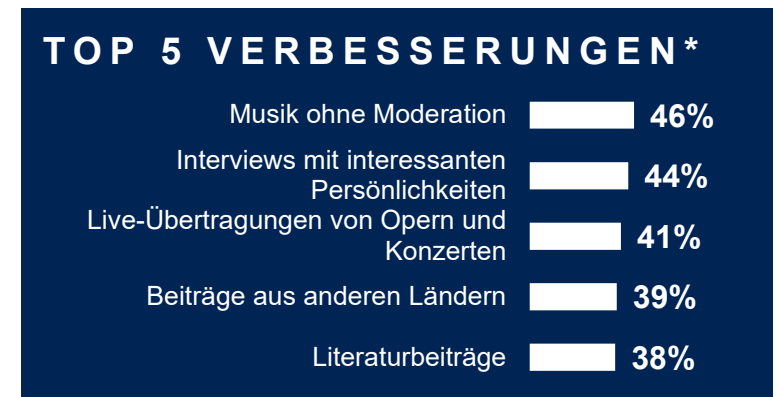 TOP 5 VERBESSERUNGEN*
Musik ohne Moderation 46%
Interviews mit interessanten
Persönlichkeiten 44%
Live-Übertragungen von Opern und
Konzerten 41%
Beiträge aus anderen Ländern 39%
Literaturbeiträge 38%